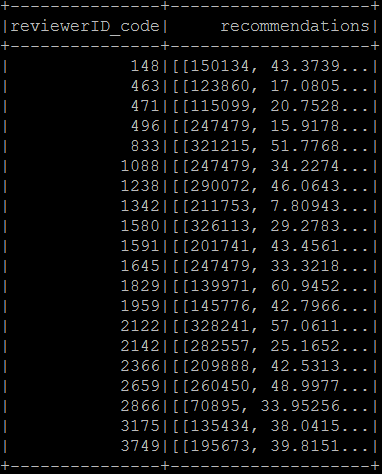 +---------------+--------------------+
|reviewerID_code|     recommendations|
+---------------+--------------------+
|            148|[[150134, 43.3739...|
|            463|[[123860, 17.0805...|
|            471|[[115099, 20.7528...|
|            496|[[247479, 15.9178...|
|            833|[[321215, 51.7768...|
|           1088|[[247479, 34.2274...|
|           1238|[[290072, 46.0643...|
|           1342|[[211753, 7.80943...|
|           1580|[[326113, 29.2783...|
|           1591|[[201741, 43.4561...|
|           1645|[[247479, 33.3218...|
|           1829|[[139971, 60.9452...|
|           1959|[[145776, 42.7966...|
|           2122|[[328241, 57.0611...|
|           2142|[[282557, 25.1652...|
|           2366|[[209888, 42.5313...|
|           2659|[[260450, 48.9977...|
|           2866|[[70895, 33.95256...|
|           3175|[[135434, 38.0415...|
|           3749|[[195673, 39.8151...|
+---------------+--------------------+